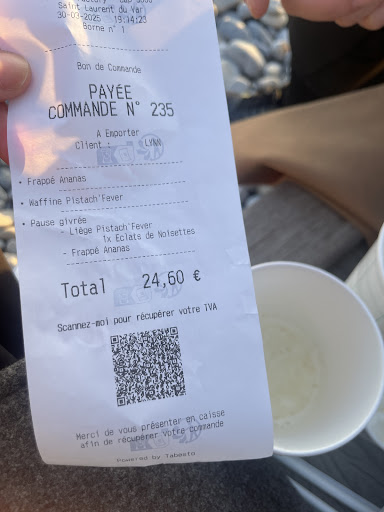 Saint Laurent du Var)
30-03-2025 19:34:23
Borne n° 1
Bon de Commande
PAYÉE
COMMANDE N° 235
A Emporter
Client : LYNN
• Frappé Ananas
• Waffine Pistach'Fever
• Pause givrée
- Liège Pistach'Fever
1x Eclats de Noisettes
- Frappé Ananas
Total 24,60 €
Scannez-moi pour récupérer votre TVA
Merci de vous présenter en caisse
afin de récupérer votre commande
Powered by Tabesto